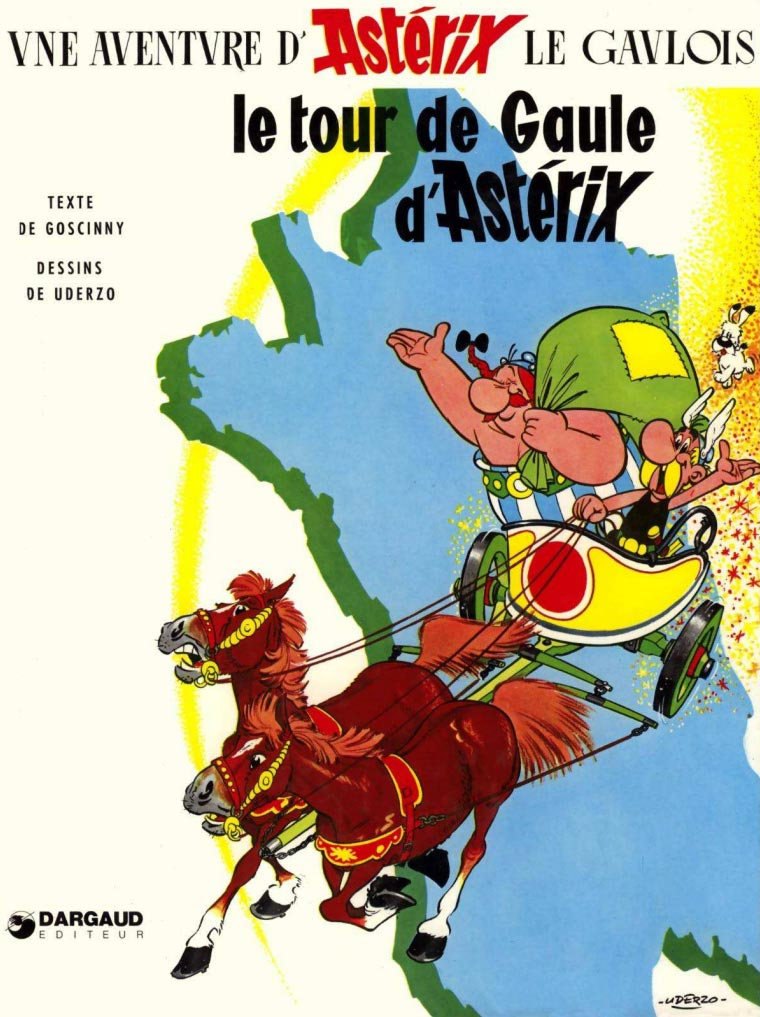 VNE AVENTVRE D'Astérix LE GAVLOIS
le tour de Gaule
d'Astérix
TEXTE
DE GOSCINNY
DESSINS
DE UDERZO
DARGAUD
EDITEUR
-UDERZO-